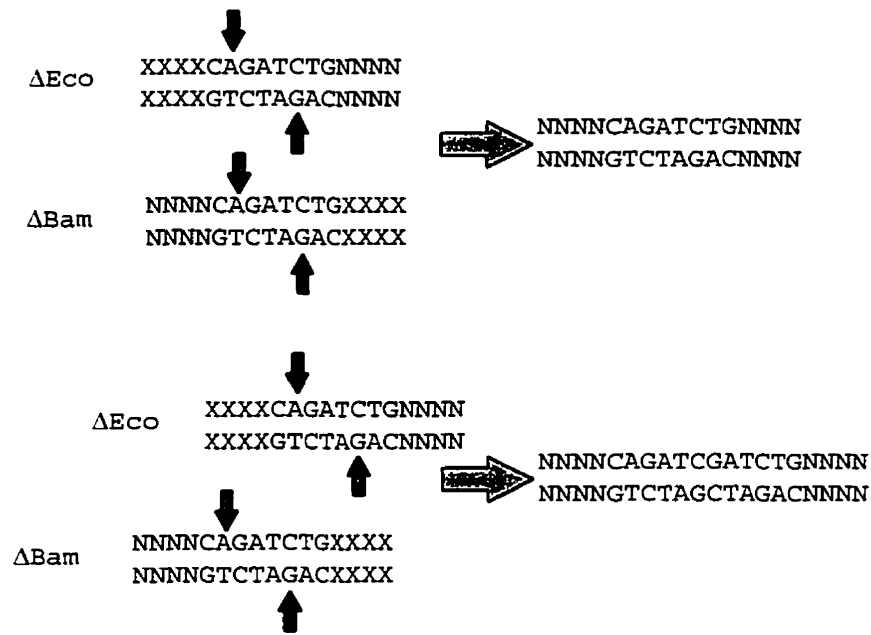 XXXXCAGATCTGNNNN
ΔEco
XXXXGTCTAGACNNNN
NNNNCAGATCTGNNNN
NNNNGTCTAGACNNNN
NNNNCAGATCTGXXXX
ΔBam
NNNNGTCTAGACXXXX
XXXXCAGATCTGNNNN
ΔEco
XXXXGTCTAGACNNNN
NNNNCAGATCGATCTGNNNN
NNNNGTCTAGCTAGACNNNN
NNNNCAGATCTGXXXX
ΔBam
NNNNGTCTAGACXXXX